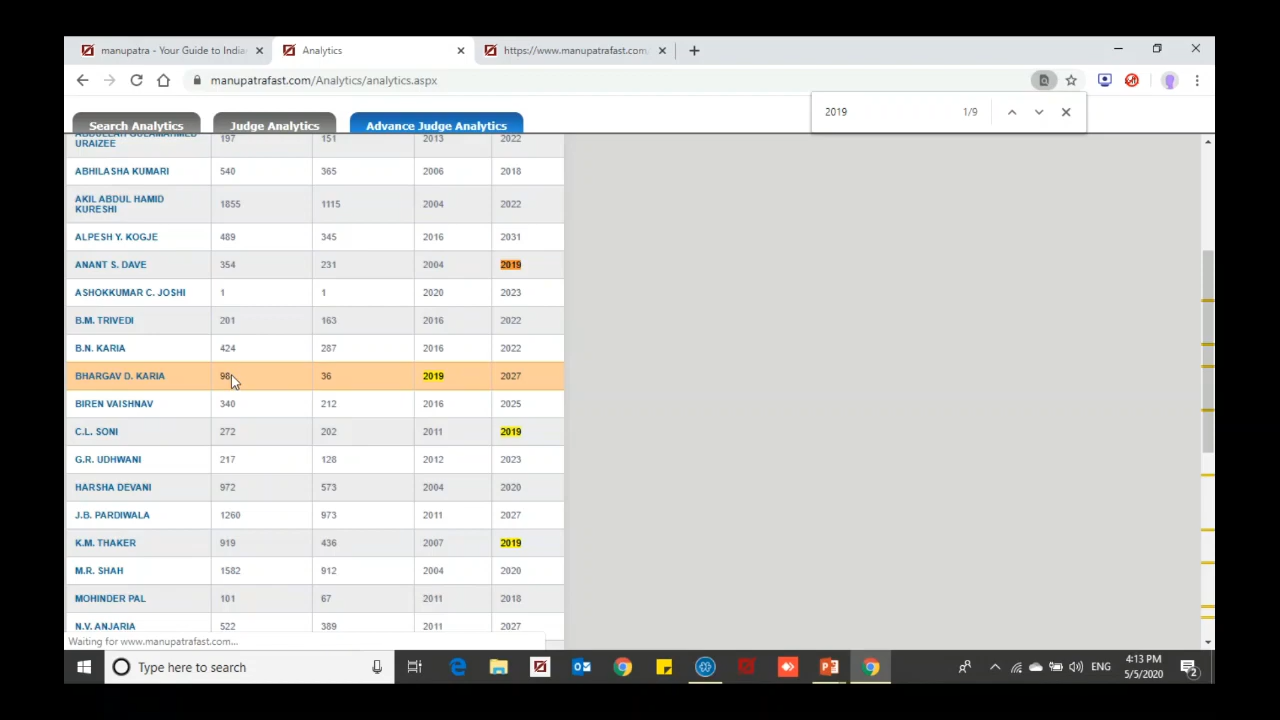 manupatra - Your Guide to India
Analytics
https://www.manupatrafast.com
manupatrafast.com/Analytics/analytics.aspx
2019 1/9
Search Analytics Judge Analytics Advance Judge Analytics
ABDULLAH GULAMAHMED URAIZEE 197 151 2013 2022
ABHILASHA KUMARI 540 365 2006 2018
AKIL ABDUL HAMID KURESHI 1855 1115 2004 2022
ALPESH Y. KOGJE 489 345 2016 2031
ANANT S. DAVE 354 231 2004 2019
ASHOKKUMAR C. JOSHI 1 1 2020 2023
B.M. TRIVEDI 201 163 2016 2022
B.N. KARIA 424 287 2016 2022
BHARGAV D. KARIA 98 36 2019 2027
BIREN VAISHNAV 340 212 2016 2025
C.L. SONI 272 202 2011 2019
G.R. UDHWANI 217 128 2012 2023
HARSHA DEVANI 972 573 2004 2020
J.B. PARDIWALA 1260 973 2011 2027
K.M. THAKER 919 436 2007 2019
M.R. SHAH 1582 912 2004 2020
MOHINDER PAL 101 67 2011 2018
N.V. ANJARIA 522 389 2011 2027
Waiting for www.manupatrafast.com...
Type here to search
ENG
4:13 PM
5/5/2020
2